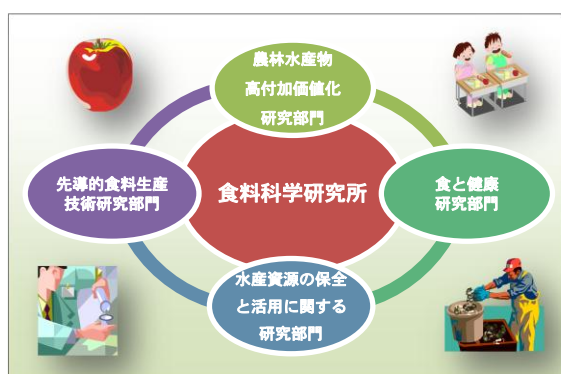 農林水産物
高付加価値化
研究部門
先導的食料生産
技術研究部門
食料科学研究所
食と健康
研究部門
水産資源の保全
と活用に関する
研究部門